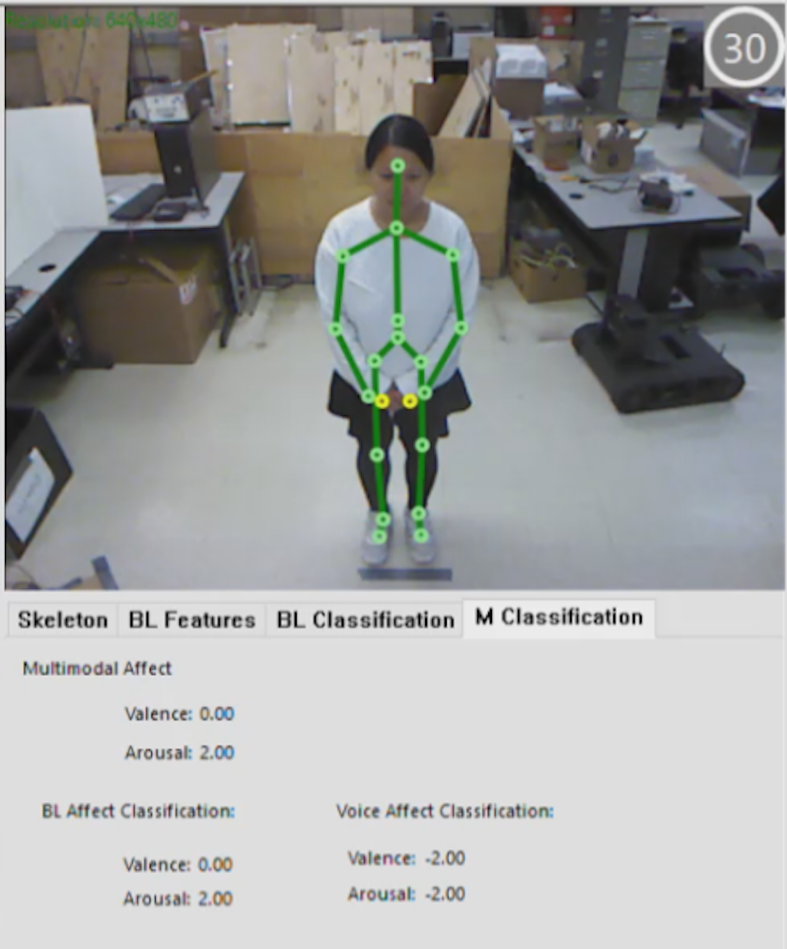 Resolution: 640x480
30
Skeleton BL Features BL Classification M Classification
Multimodal Affect
Valence: 0.00
Arousal: 2.00
BL Affect Classification: Voice Affect Classification:
Valence: 0.00 Valence: -2.00
Arousal: 2.00 Arousal: -2.00